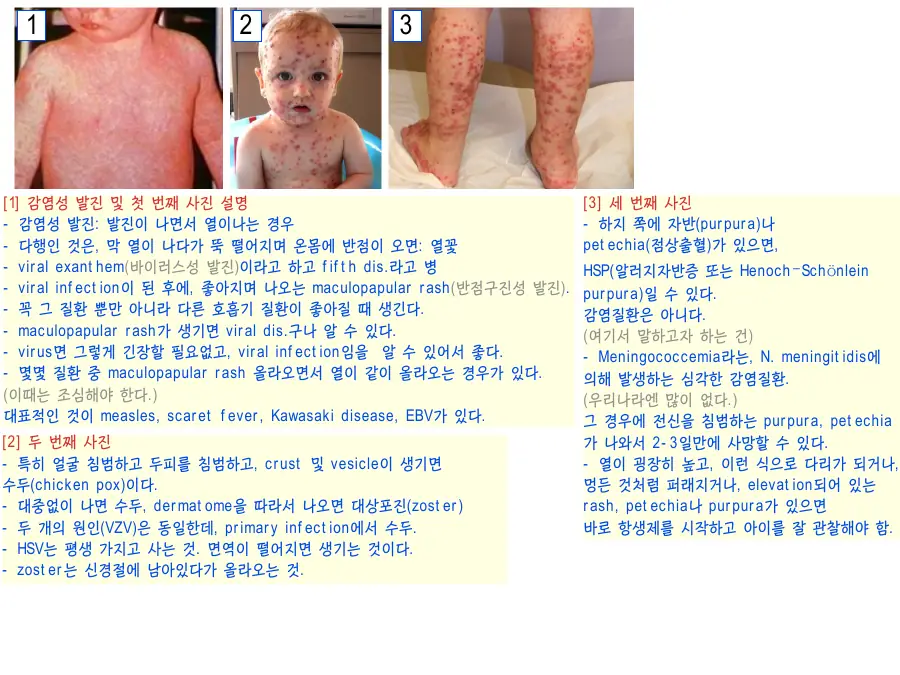 1
2
3
[1] 감염성 발진 및 첫 번째 사진 설명
- 감염성 발진: 발진이 나면서 열이나는 경우
- 다행인 것은, 막 열이 나다가 뚝 떨어지며 온몸에 반점이 오면: 열꽃
- viral exanthem(바이러스성 발진)이라고 하고 fifth dis.라고 병
- viral infection이 된 후에, 좋아지며 나오는 maculopapular rash(반점구진성 발진).
- 꼭 그 질환 뿐만 아니라 다른 호흡기 질환이 좋아질 때 생긴다.
- maculopapular rash가 생기면 viral dis.구나 알 수 있다.
- virus면 그렇게 긴장할 필요없고, viral infection임을 알 수 있어서 좋다.
- 몇몇 질환 중 maculopapular rash 올라오면서 열이 같이 올라오는 경우가 있다.
(이때는 조심해야 한다.)
대표적인 것이 measles, scaret fever, Kawasaki disease, EBV가 있다.
[2] 두 번째 사진
- 특히 얼굴 침범하고 두피를 침범하고, crust 및 vesicle이 생기면
수두(chicken pox)이다.
- 대중없이 나면 수두, dermatome을 따라서 나오면 대상포진(zoster)
- 두 개의 원인(VZV)은 동일한데, primary infection에서 수두.
- HSV는 평생 가지고 사는 것. 면역이 떨어지면 생기는 것이다.
- zoster는 신경절에 남아있다가 올라오는 것.
[3] 세 번째 사진
- 하지 쪽에 자반(purpura)나
petechia(점상출혈)가 있으면,
HSP(알러지자반증 또는 Henoch-Schönlein
purpura)일 수 있다.
감염질환은 아니다.
(여기서 말하고자 하는 건)
- Meningococcemia라는, N. meningitidis에
의해 발생하는 심각한 감염질환.
(우리나라엔 많이 없다.)
그 경우에 전신을 침범하는 purpura, petechia
가 나와서 2-3일만에 사망할 수 있다.
- 열이 굉장히 높고, 이런 식으로 다리가 되거나,
멍든 것처럼 퍼래지거나, elevation되어 있는
rash, petechia나 purpura가 있으면
바로 항생제를 시작하고 아이를 잘 관찰해야 함.